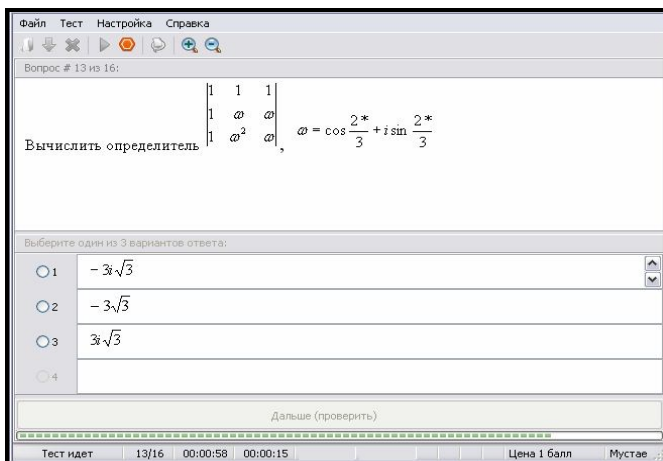 Файл Тест Настройка Справка
Вопрос # 13 из 16:
Вычислить определитель |1 1 1; 1 ω ω; 1 ω² ω|, ω = cos 2*/3 + i sin 2*/3
Выберите один из 3 вариантов ответа:
1 − 3i√3
2 − 3√3
3 3i√3
4
Дальше (проверить)
Тест идет 13/16 00:00:58 00:00:15 Цена 1 балл Мустае